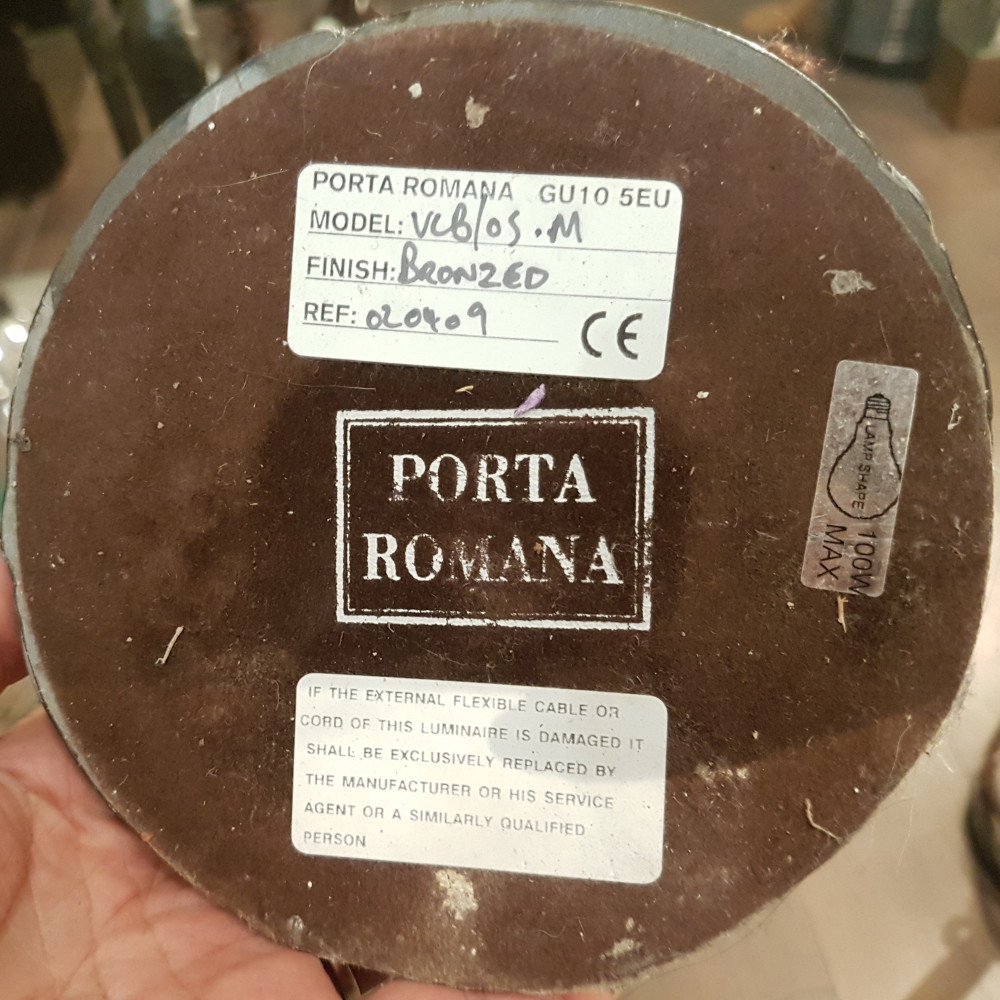 PORTA ROMANA GU10 5EU
MODEL: VCB/OS.M
FINISH: BRONZED
REF: 020409
CE
PORTA
ROMANA
LAMP SHAPE
100W
MAX
IF THE EXTERNAL FLEXIBLE CABLE OR
CORD OF THIS LUMINAIRE IS DAMAGED IT
SHALL BE EXCLUSIVELY REPLACED BY
THE MANUFACTURER OR HIS SERVICE
AGENT OR A SIMILARLY QUALIFIED
PERSON